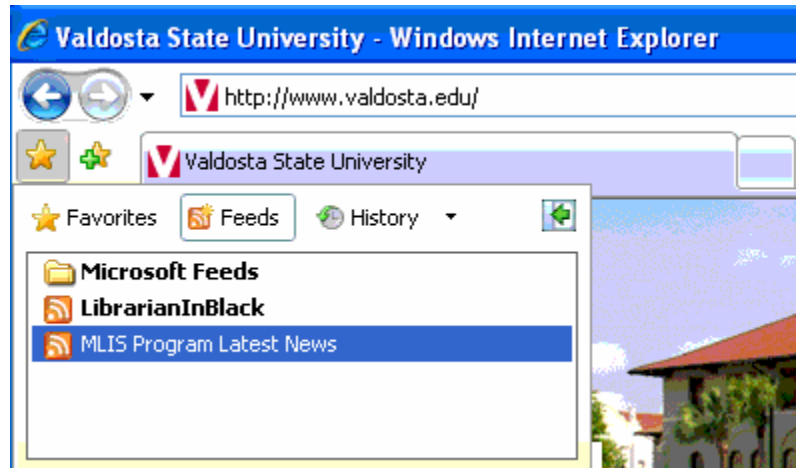 Valdosta State University - Windows Internet Explorer
http://www.valdosta.edu/
Valdosta State University
Favorites Feeds History
Microsoft Feeds
LibrarianInBlack
MLIS Program Latest News